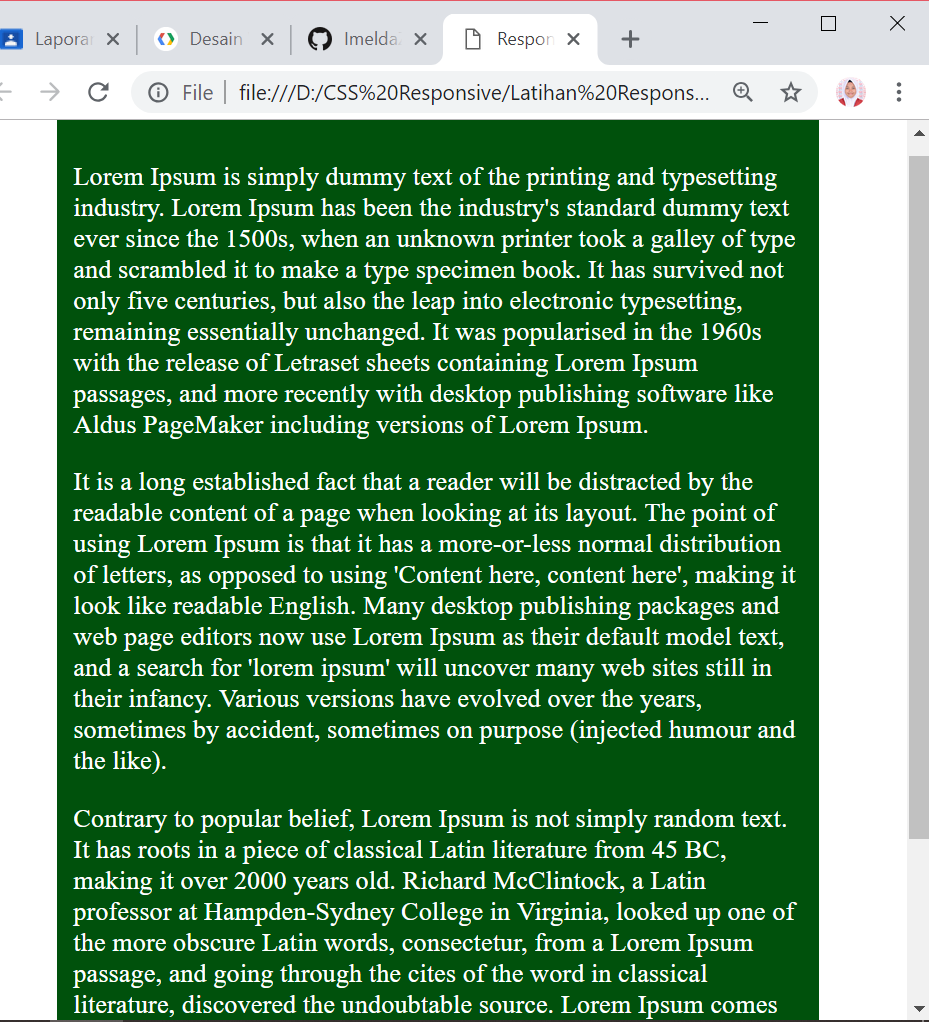 Lapora
Desain
Imelda
Respon
File
file:///D:/CSS%20Responsive/Latihan%20Respons...
Lorem Ipsum is simply dummy text of the printing and typesetting
industry. Lorem Ipsum has been the industry's standard dummy text
ever since the 1500s, when an unknown printer took a galley of type
and scrambled it to make a type specimen book. It has survived not
only five centuries, but also the leap into electronic typesetting,
remaining essentially unchanged. It was popularised in the 1960s
with the release of Letraset sheets containing Lorem Ipsum
passages, and more recently with desktop publishing software like
Aldus PageMaker including versions of Lorem Ipsum.
It is a long established fact that a reader will be distracted by the
readable content of a page when looking at its layout. The point of
using Lorem Ipsum is that it has a more-or-less normal distribution
of letters, as opposed to using 'Content here, content here', making it
look like readable English. Many desktop publishing packages and
web page editors now use Lorem Ipsum as their default model text,
and a search for 'lorem ipsum' will uncover many web sites still in
their infancy. Various versions have evolved over the years,
sometimes by accident, sometimes on purpose (injected humour and
the like).
Contrary to popular belief, Lorem Ipsum is not simply random text.
It has roots in a piece of classical Latin literature from 45 BC,
making it over 2000 years old. Richard McClintock, a Latin
professor at Hampden-Sydney College in Virginia, looked up one of
the more obscure Latin words, consectetur, from a Lorem Ipsum
passage, and going through the cites of the word in classical
literature, discovered the undoubtable source. Lorem Ipsum comes